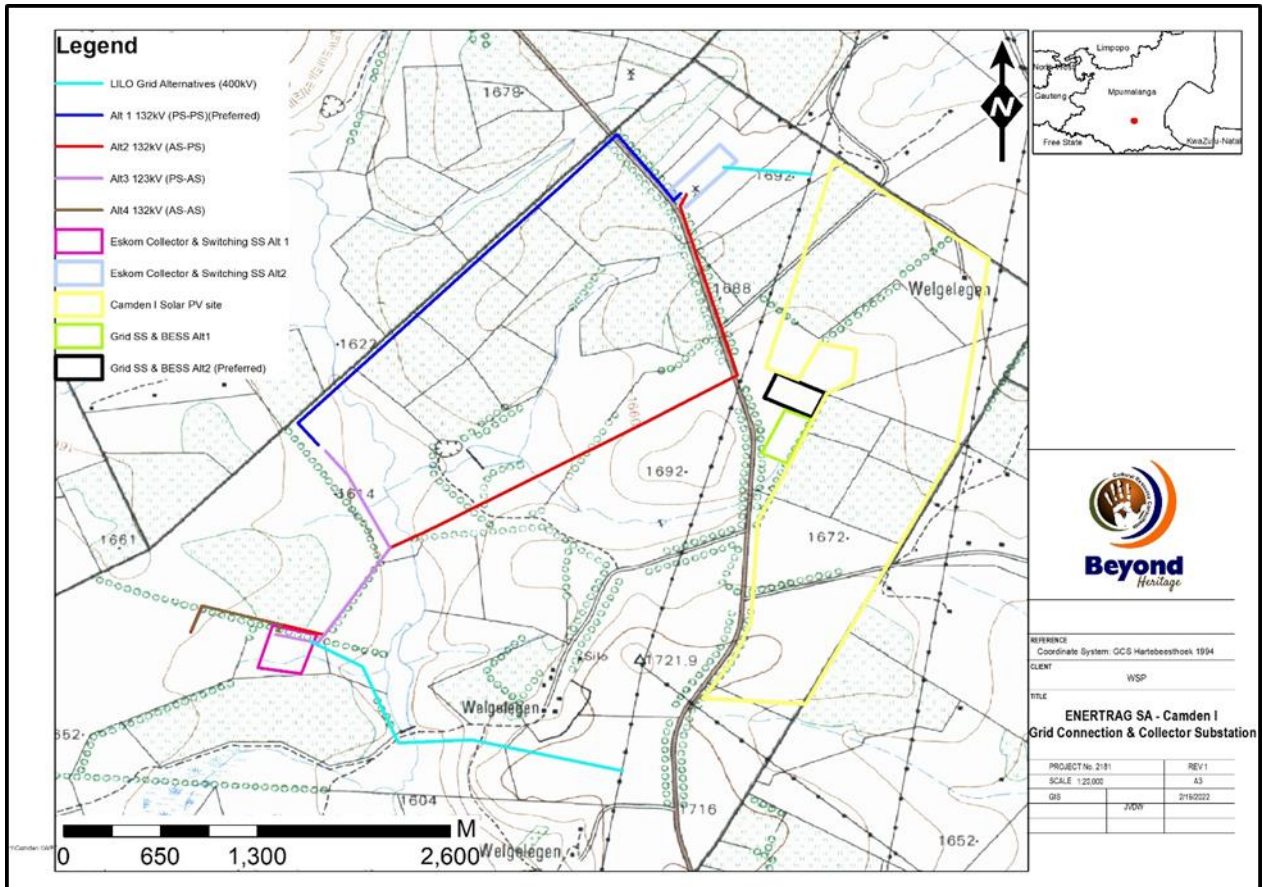 Legend
LILO Grid Alternatives (400kV)
Alt 1 132kV (PS-PS)(Preferred)
Alt2 132kV (AS-PS)
Alt3 123kV (PS-AS)
Alt4 132kV (AS-AS)
Eskom Collector & Switching SS Alt 1
Eskom Collector & Switching SS Alt2
Camden I Solar PV site
Grid SS & BESS Alt1
Grid SS & BESS Alt2 (Preferred)
1679
1692
1688
Welgelegen
1622
1692
1614
1661
1672
1721.9
Silo
Welgelegen
1604
1716
1652
Welgelegen
M
0 650 1,300 2,600
N
Limpopo
Mpumalanga
Gauteng
Free State
KwaZulu-Natal
Beyond
Heritage
REFERENCE
Coordinate System: GCS Hartebeesthoek 1994
CLIENT
WSP
TITLE
ENERTRAG SA - Camden I
Grid Connection & Collector Substation
PROJECT No. 2181 REV 1
SCALE 1:20,000 A3
GIS JVDW 2/19/2022